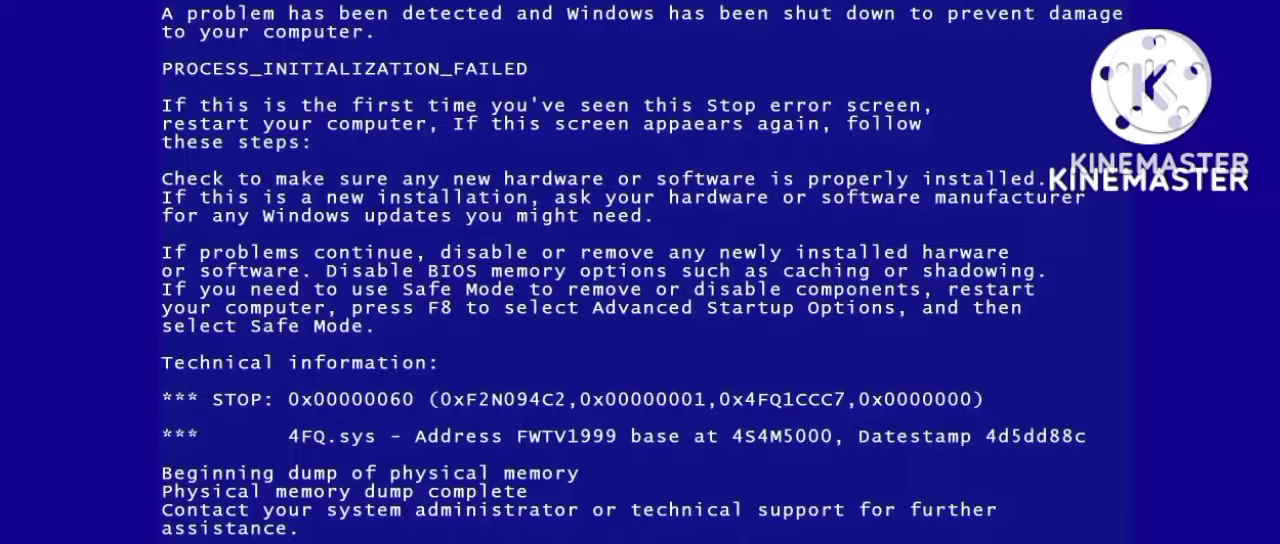 A problem has been detected and Windows has been shut down to prevent damage
to your computer.
PROCESS_INITIALIZATION_FAILED
If this is the first time you've seen this Stop error screen,
restart your computer, If this screen appaears again, follow
these steps:
Check to make sure any new hardware or software is properly installed.
If this is a new installation, ask your hardware or software manufacturer
for any Windows updates you might need.
If problems continue, disable or remove any newly installed harware
or software. Disable BIOS memory options such as caching or shadowing.
If you need to use Safe Mode to remove or disable components, restart
your computer, press F8 to select Advanced Startup Options, and then
select Safe Mode.
Technical information:
*** STOP: 0x00000060 (0xF2N094C2,0x00000001,0x4FQ1CCC7,0x0000000)
*** 4FQ.sys - Address FWTV1999 base at 4S4M5000, Datestamp 4d5dd88c
Beginning dump of physical memory
Physical memory dump complete
Contact your system administrator or technical support for further
assistance.
K
KINEMASTER
KINEMASTER